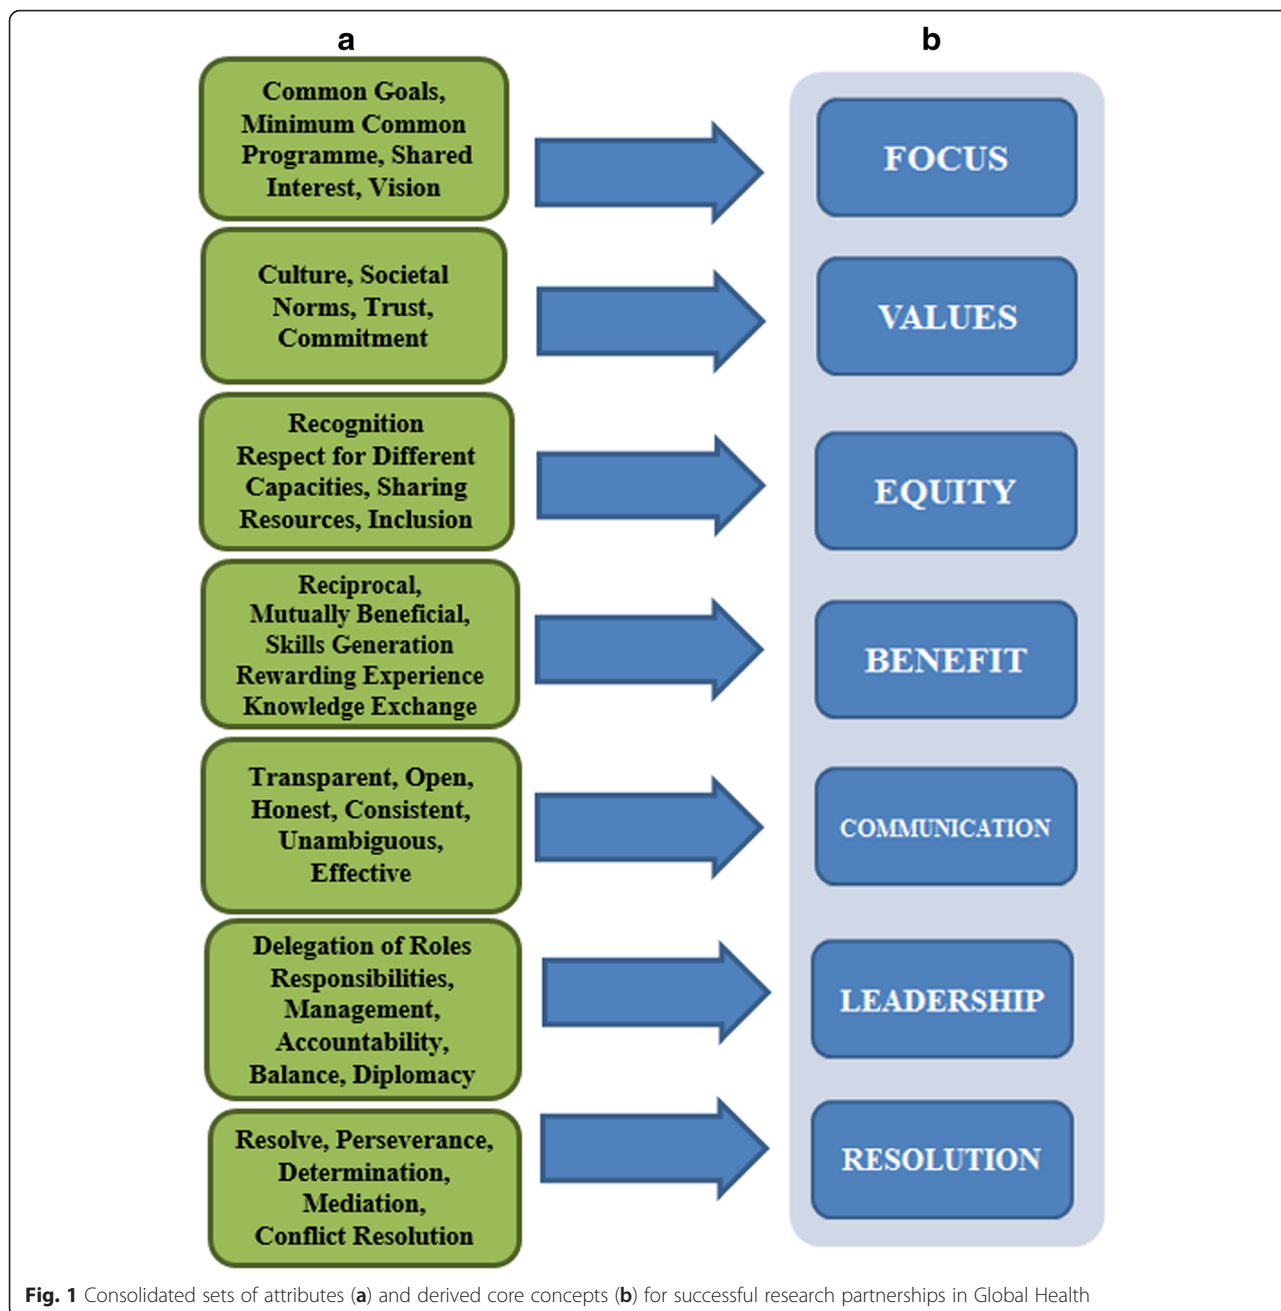 a
b
Common Goals,
Minimum Common
Programme, Shared
Interest, Vision
FOCUS
Culture, Societal
Norms, Trust,
Commitment
VALUES
Recognition
Respect for Different
Capacities, Sharing
Resources, Inclusion
EQUITY
Reciprocal,
Mutually Beneficial,
Skills Generation
Rewarding Experience
Knowledge Exchange
BENEFIT
Transparent, Open,
Honest, Consistent,
Unambiguous,
Effective
COMMUNICATION
Delegation of Roles
Responsibilities,
Management,
Accountability,
Balance, Diplomacy
LEADERSHIP
Resolve, Perseverance,
Determination,
Mediation,
Conflict Resolution
RESOLUTION
Fig. 1 Consolidated sets of attributes (a) and derived core concepts (b) for successful research partnerships in Global Health